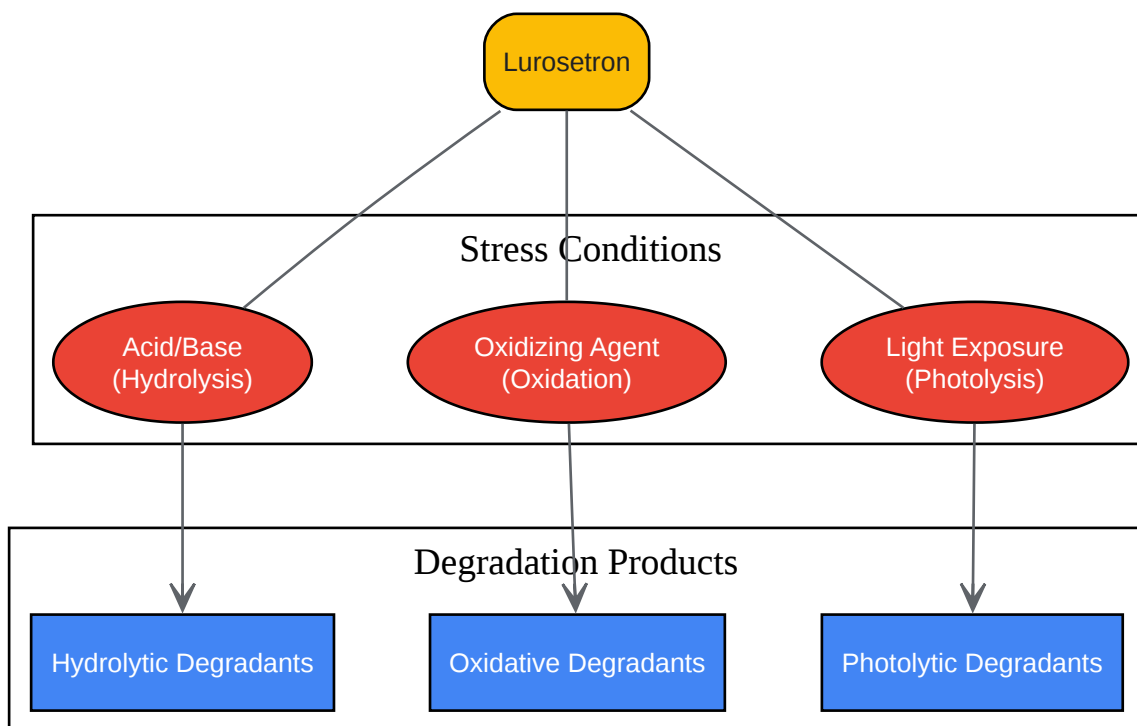 Lurosetron
Stress Conditions
Acid/Base
(Hydrolysis)
Oxidizing Agent
(Oxidation)
Light Exposure
(Photolysis)
Degradation Products
Hydrolytic Degradants
Oxidative Degradants
Photolytic Degradants